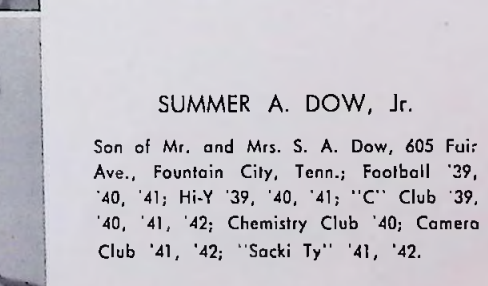 SUMMER A. DOW, Jr.
Son of Mr. and Mrs. S. A. Dow, 605 Fair
Ave., Fountain City, Tenn.; Football '39,
'40, '41; Hi-Y '39, '40, '41; "C" Club '39,
'40, '41, '42; Chemistry Club '40; Camera
Club '41, '42; "Sacki Ty" '41, '42.